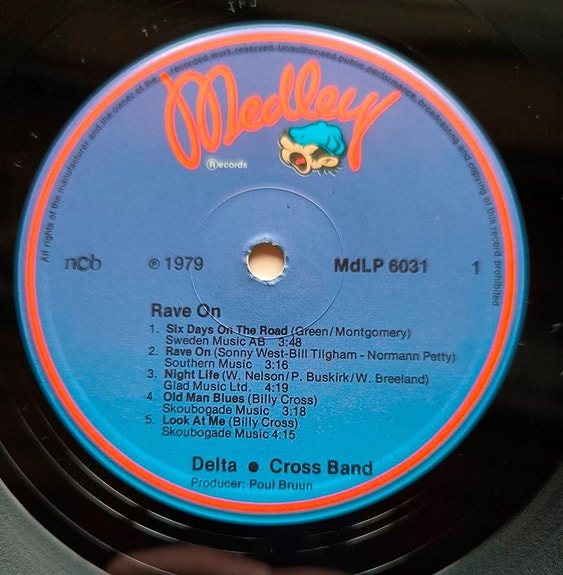 All rights of the manufacturer and the owner of the recorded work reserved. Unauthorised public performance, broadcasting and copying of this record prohibited
Medley
Ⓡecords
ncb
℗ 1979
MdLP 6031
1
Rave On
1. Six Days On The Road (Green/Montgomery)
Sweden Music AB 3:48
2. Rave On (Sonny West-Bill Tilgham - Normann Petty)
Southern Music 3:16
3. Night Life (W. Nelson/P. Buskirk/W. Breeland)
Glad Music Ltd. 4:19
4. Old Man Blues (Billy Cross)
Skoubogade Music 3:18
5. Look At Me (Billy Cross)
Skoubogade Music 4:15
Delta ● Cross Band
Producer: Poul Bruun